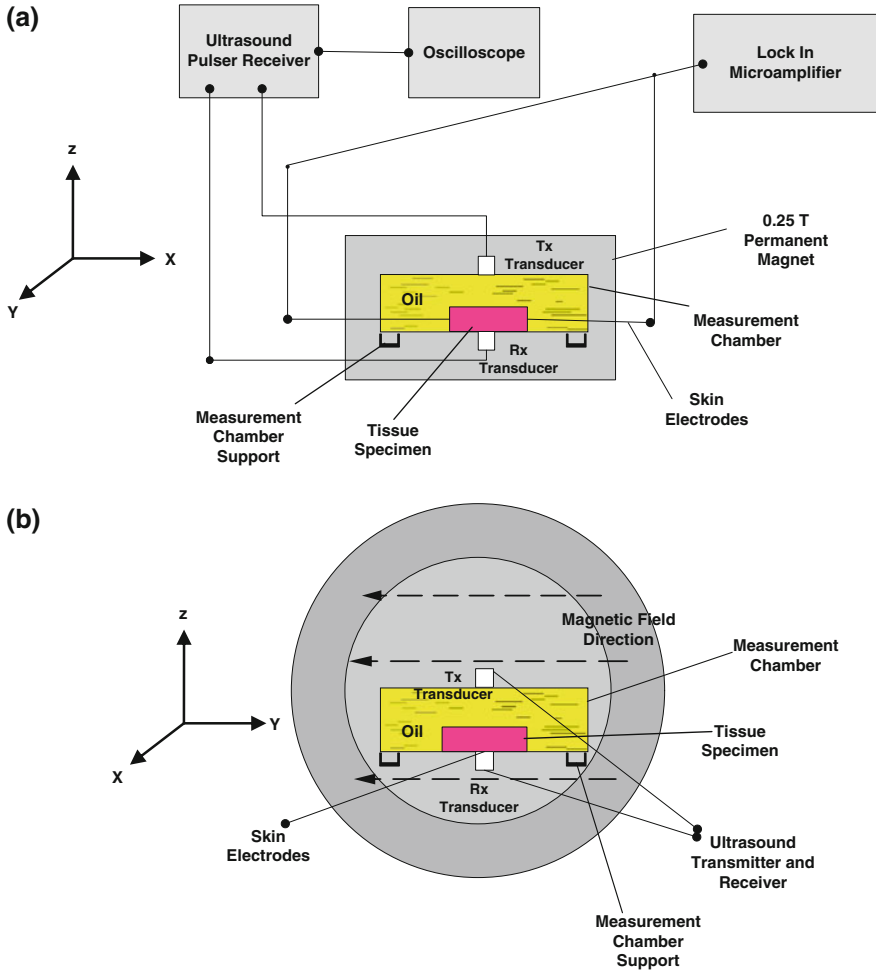 (a)
Ultrasound
Pulser Receiver
Oscilloscope
Lock In
Microamplifier
z
X
Y
0.25 T
Permanent
Magnet
Tx
Transducer
Oil
Measurement
Chamber
Rx
Transducer
Skin
Electrodes
Measurement
Chamber
Support
Tissue
Specimen
(b)
z
Y
X
Magnetic Field
Direction
Measurement
Chamber
Tx
Transducer
Oil
Tissue
Specimen
Rx
Transducer
Skin
Electrodes
Ultrasound
Transmitter and
Receiver
Measurement
Chamber
Support